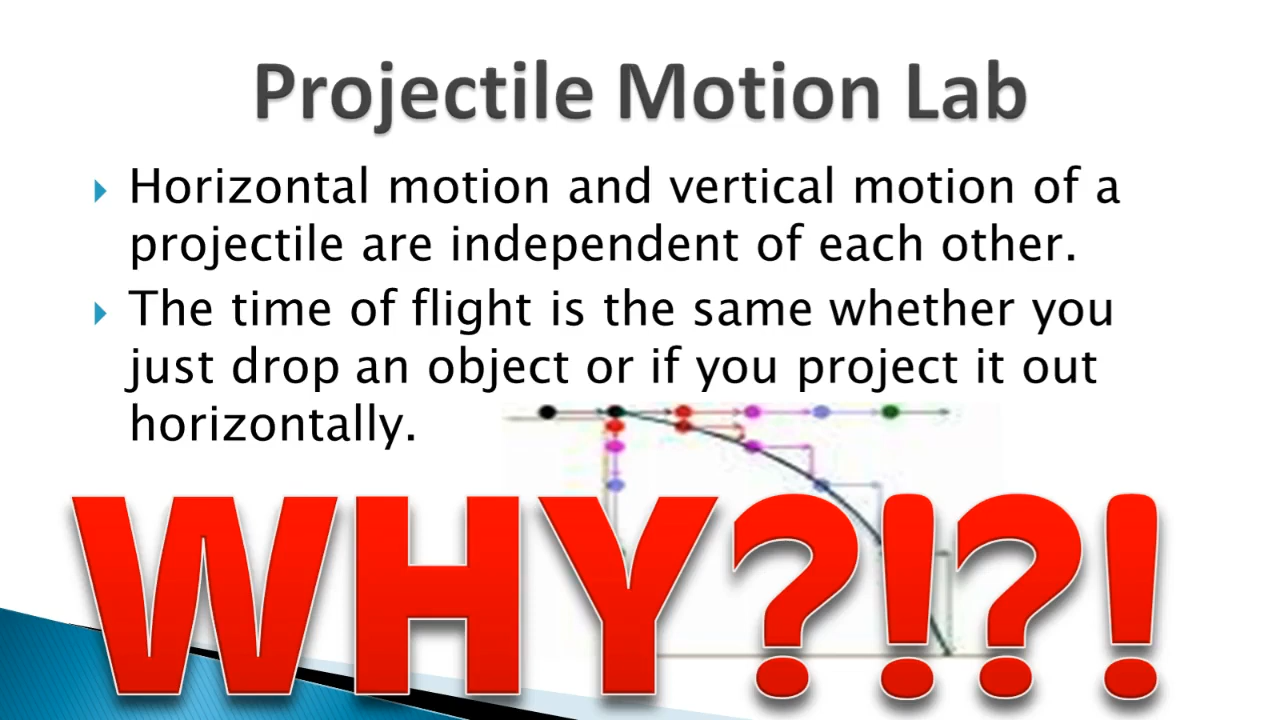 Projectile Motion Lab
Horizontal motion and vertical motion of a
projectile are independent of each other.
The time of flight is the same whether you
just drop an object or if you project it out
horizontally.
WHY?!?!